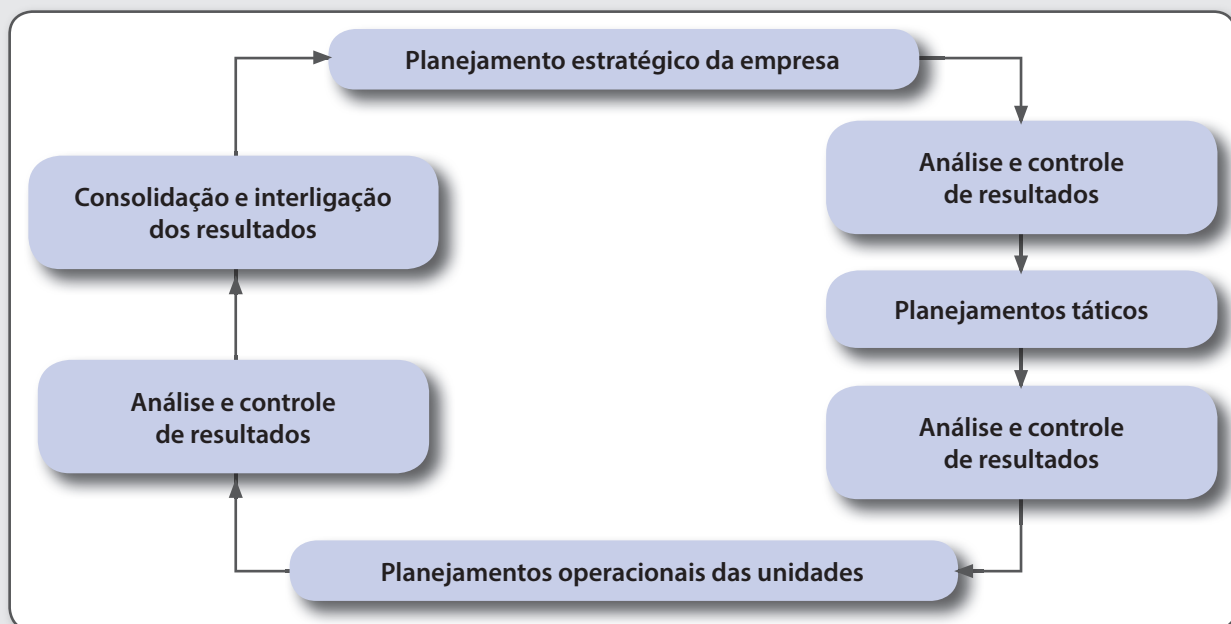 Planejamento estratégico da empresa
Análise e controle
de resultados
Planejamentos táticos
Análise e controle
de resultados
Planejamentos operacionais das unidades
Análise e controle
de resultados
Consolidação e interligação
dos resultados